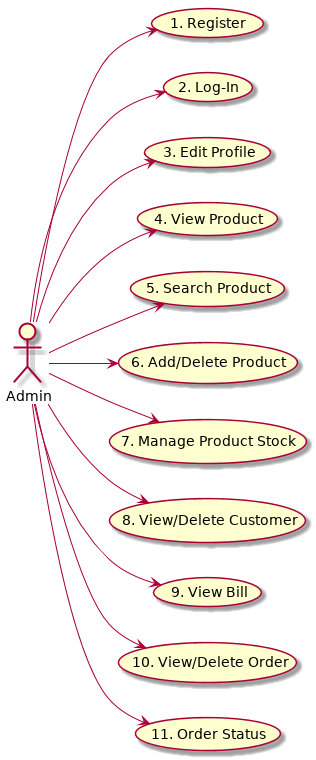 1. Register
2. Log-In
3. Edit Profile
4. View Product
5. Search Product
6. Add/Delete Product
Admin
7. Manage Product Stock
8. View/Delete Customer
9. View Bill
10. View/Delete Order
11. Order Status